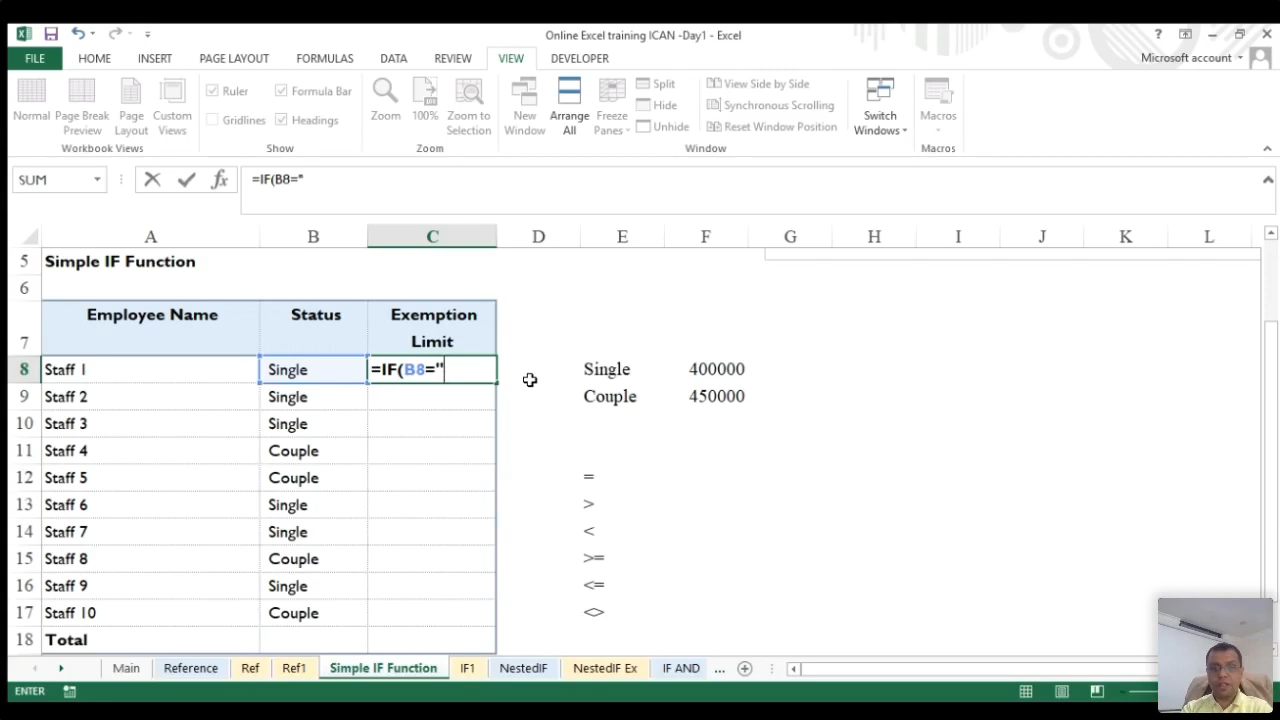 Online Excel training ICAN -Day1 - Excel
?
FILE HOME INSERT PAGE LAYOUT FORMULAS DATA REVIEW VIEW DEVELOPER
Microsoft account
Normal
Page Break
Preview
Page
Layout
Custom
Views
Workbook Views
Ruler
Formula Bar
Gridlines
Headings
Show
Zoom
100%
Zoom to
Selection
Zoom
New
Window
Arrange
All
Freeze
Panes
Split
Hide
Unhide
View Side by Side
Synchronous Scrolling
Reset Window Position
Switch
Windows
Window
Macros
Macros
SUM
fx
=IF(B8="
A B C D E F G H I J K L
5 Simple IF Function
6
7 Employee Name Status Exemption
Limit
8 Staff 1 Single =IF(B8=" Single 400000
9 Staff 2 Single Couple 450000
10 Staff 3 Single
11 Staff 4 Couple
12 Staff 5 Couple =
13 Staff 6 Single >
14 Staff 7 Single <
15 Staff 8 Couple >=
16 Staff 9 Single <=
17 Staff 10 Couple <>
18 Total
Main Reference Ref Ref1 Simple IF Function IF1 NestedIF NestedIF Ex IF AND ...
ENTER